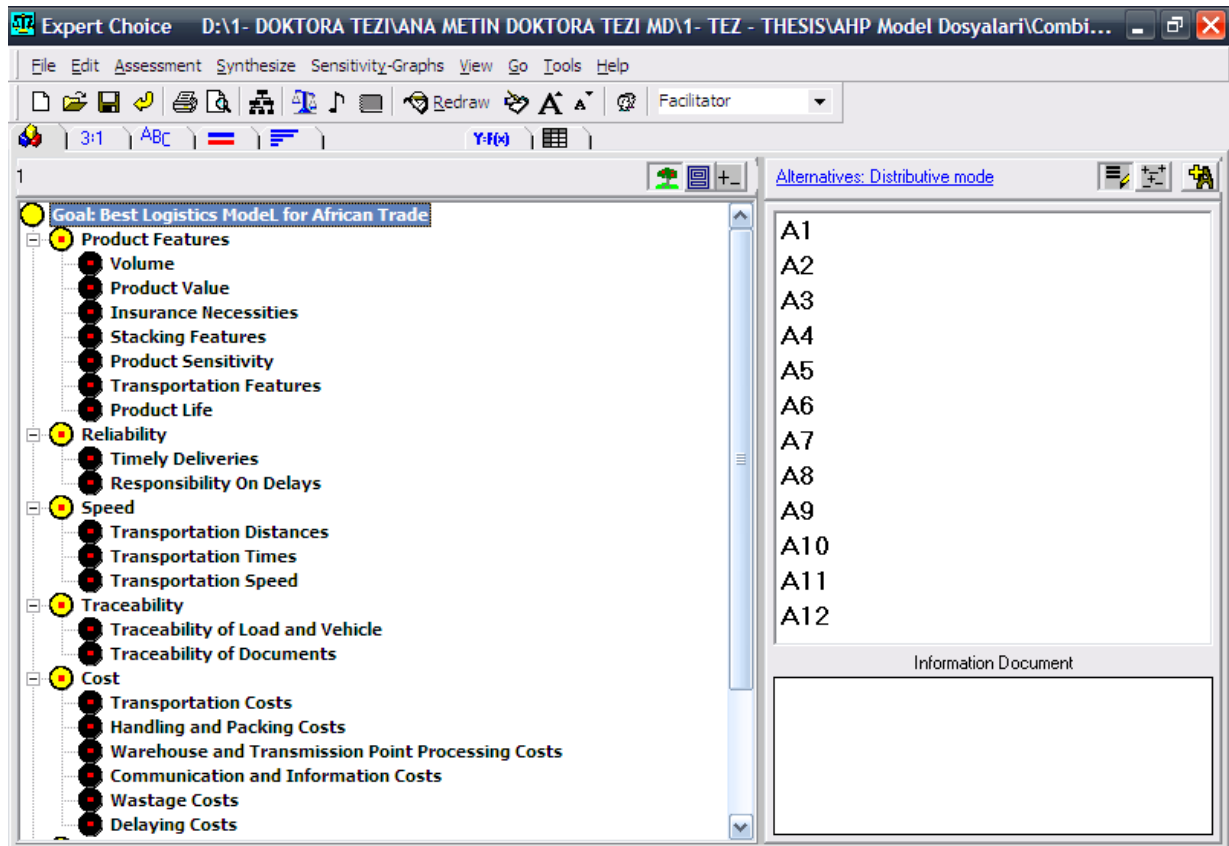 Expert Choice D:\1- DOKTORA TEZI\ANA METIN DOKTORA TEZI MD\1- TEZ - THESIS\AHP Model Dosyalari\Combi...
File Edit Assessment Synthesize Sensitivity-Graphs View Go Tools Help
Redraw A A Facilitator
3:1 ABC Y=F(x)
1
Alternatives: Distributive mode
Goal: Best Logistics ModeL for African Trade
Product Features
Volume
Product Value
Insurance Necessities
Stacking Features
Product Sensitivity
Transportation Features
Product Life
Reliability
Timely Deliveries
Responsibility On Delays
Speed
Transportation Distances
Transportation Times
Transportation Speed
Traceability
Traceability of Load and Vehicle
Traceability of Documents
Cost
Transportation Costs
Handling and Packing Costs
Warehouse and Transmission Point Processing Costs
Communication and Information Costs
Wastage Costs
Delaying Costs
A1
A2
A3
A4
A5
A6
A7
A8
A9
A10
A11
A12
Information Document